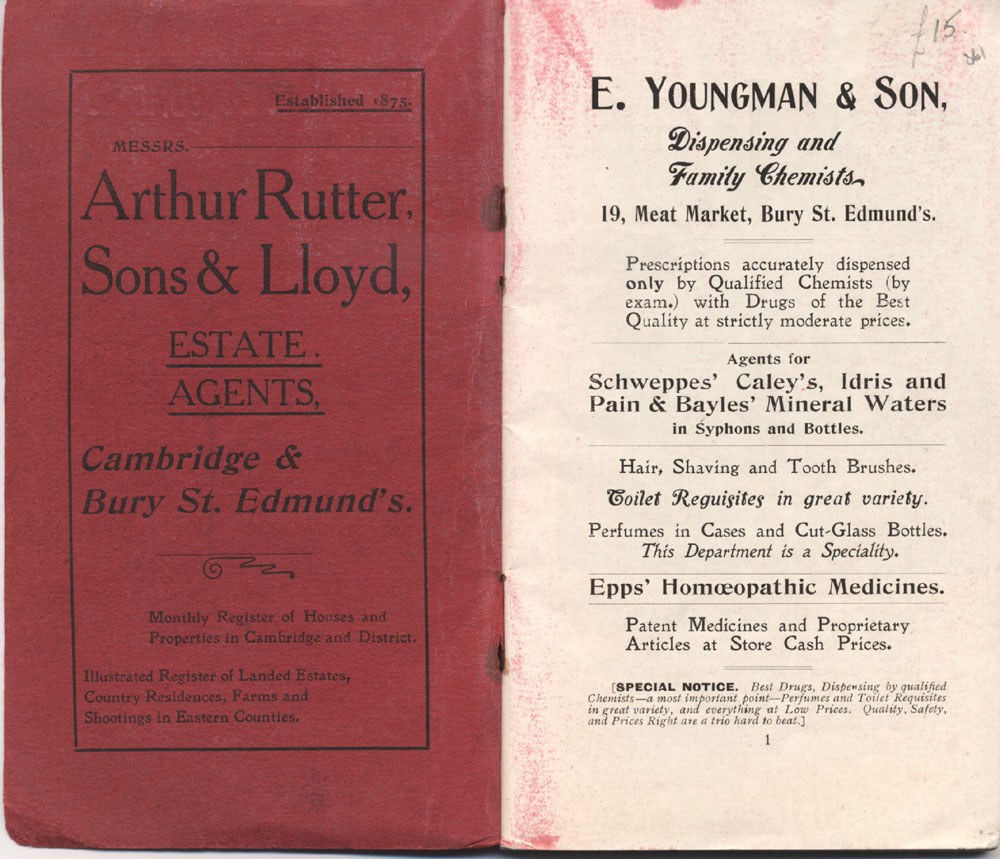 Established 1875.
MESSRS.
Arthur Rutter,
Sons & Lloyd,
ESTATE.
AGENTS,
Cambridge &
Bury St. Edmund's.
Monthly Register of Houses and
Properties in Cambridge and District.
Illustrated Register of Landed Estates,
Country Residences, Farms and
Shootings in Eastern Counties.
£15
E. YOUNGMAN & SON,
Dispensing and
Family Chemists,
19, Meat Market, Bury St. Edmund's.
Prescriptions accurately dispensed
only by Qualified Chemists (by
exam.) with Drugs of the Best
Quality at strictly moderate prices.
Agents for
Schweppes' Caley's, Idris and
Pain & Bayles' Mineral Waters
in Syphons and Bottles.
Hair, Shaving and Tooth Brushes.
Toilet Requisites in great variety.
Perfumes in Cases and Cut-Glass Bottles.
This Department is a Speciality.
Epps' Homœopathic Medicines.
Patent Medicines and Proprietary
Articles at Store Cash Prices.
[SPECIAL NOTICE. Best Drugs, Dispensing by qualified
Chemists—a most important point—Perfumes and Toilet Requisites
in great variety, and everything at Low Prices. Quality, Safety,
and Prices Right are a trio hard to beat.]
1